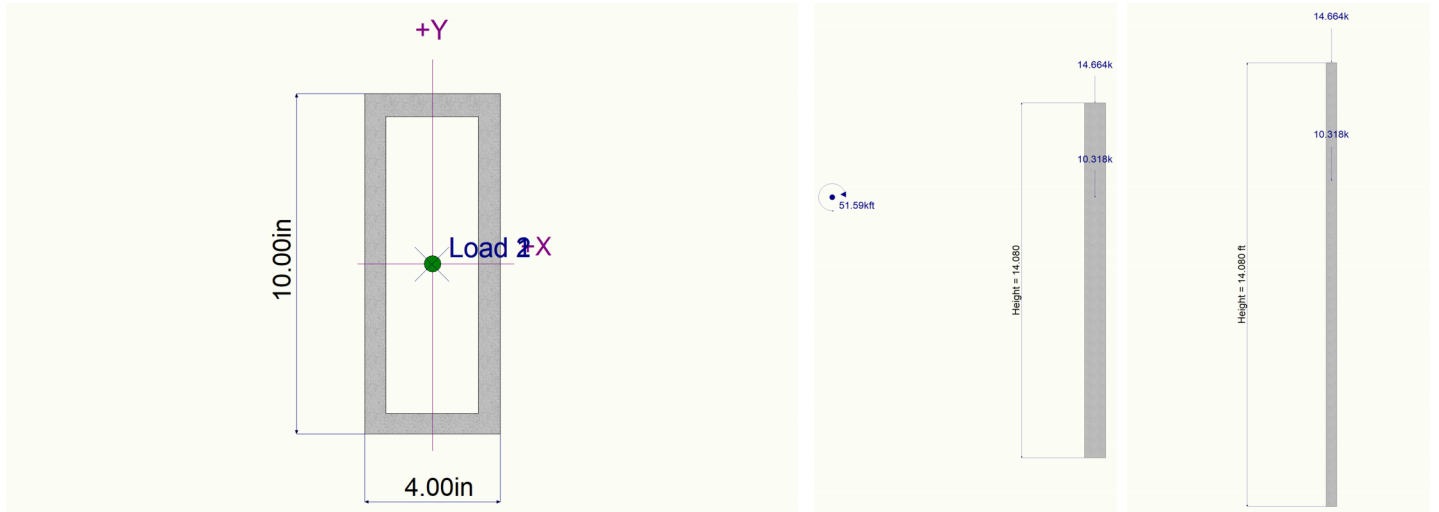 +Y
10.00in
Load 2
+X
4.00in
14.664k
10.318k
51.59kft
Height = 14.080
14.664k
10.318k
Height = 14.080 ft